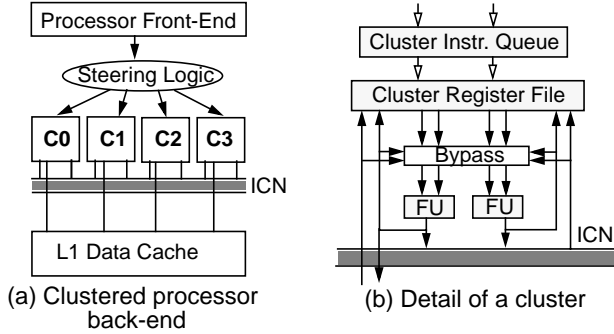 Processor Front-End
Steering Logic
C0 C1 C2 C3
ICN
L1 Data Cache
(a) Clustered processor
back-end
Cluster Instr. Queue
Cluster Register File
Bypass
FU FU
ICN
(b) Detail of a cluster